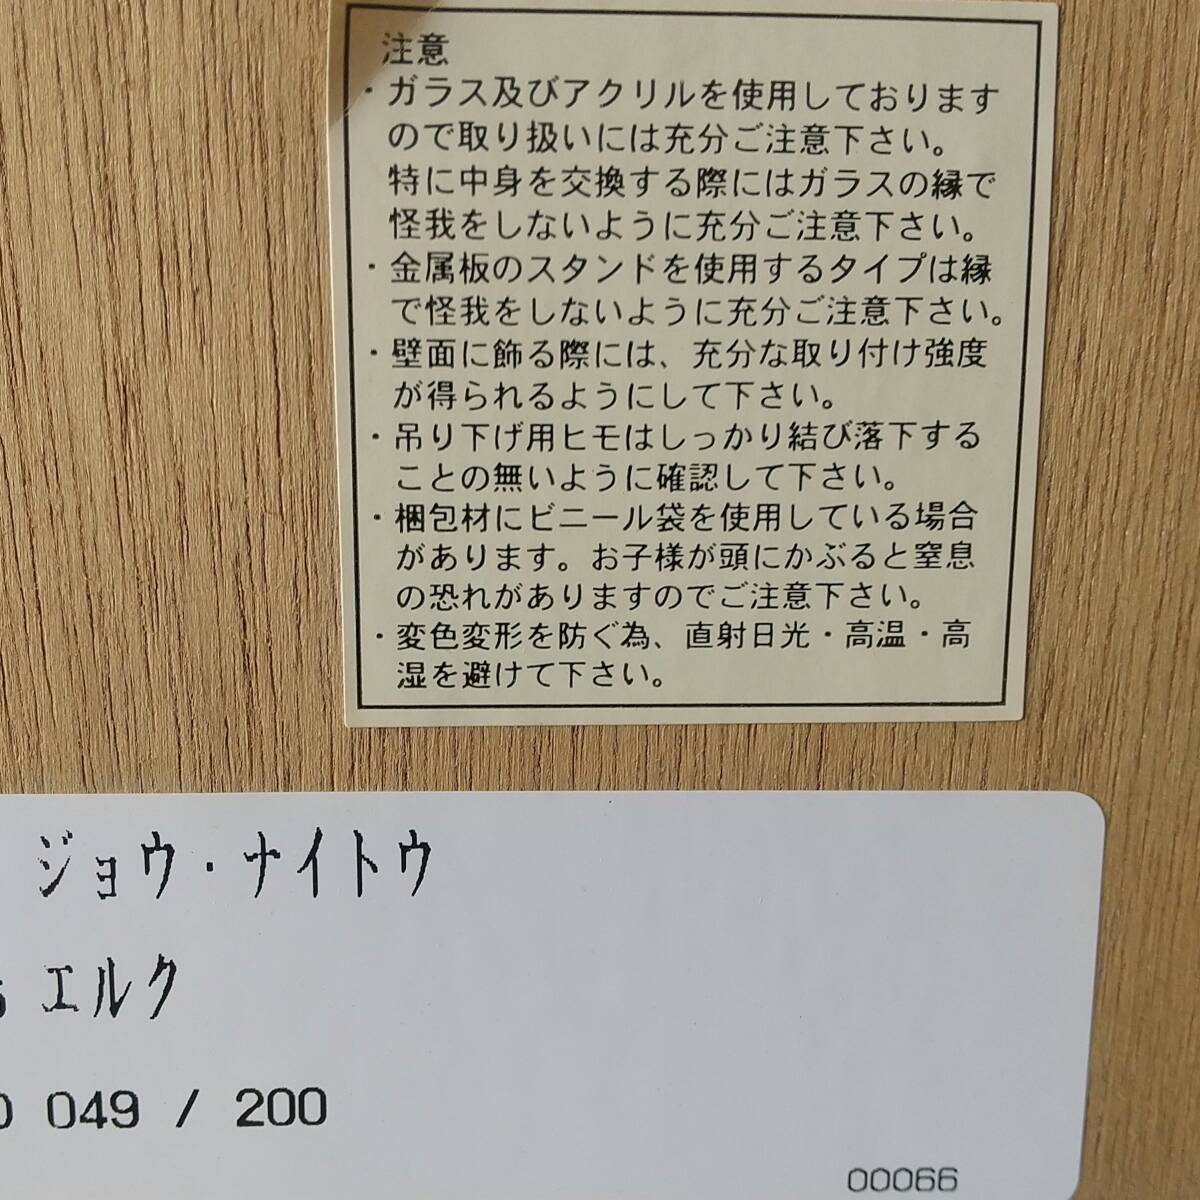 注意
・ガラス及びアクリルを使用しております
ので取り扱いには充分ご注意下さい。
特に中身を交換する際にはガラスの縁で
怪我をしないように充分ご注意下さい。
・金属板のスタンドを使用するタイプは縁
で怪我をしないように充分ご注意下さい。
・壁面に飾る際には、充分な取り付け強度
が得られるようにして下さい。
・吊り下げ用ヒモはしっかり結び落下する
ことの無いように確認して下さい。
・梱包材にビニール袋を使用している場合
があります。お子様が頭にかぶると窒息
の恐れがありますのでご注意下さい。
・変色変形を防ぐ為、直射日光・高温・高
湿を避けて下さい。
ジョウ・ナイトウ
エルク
049 / 200
00066